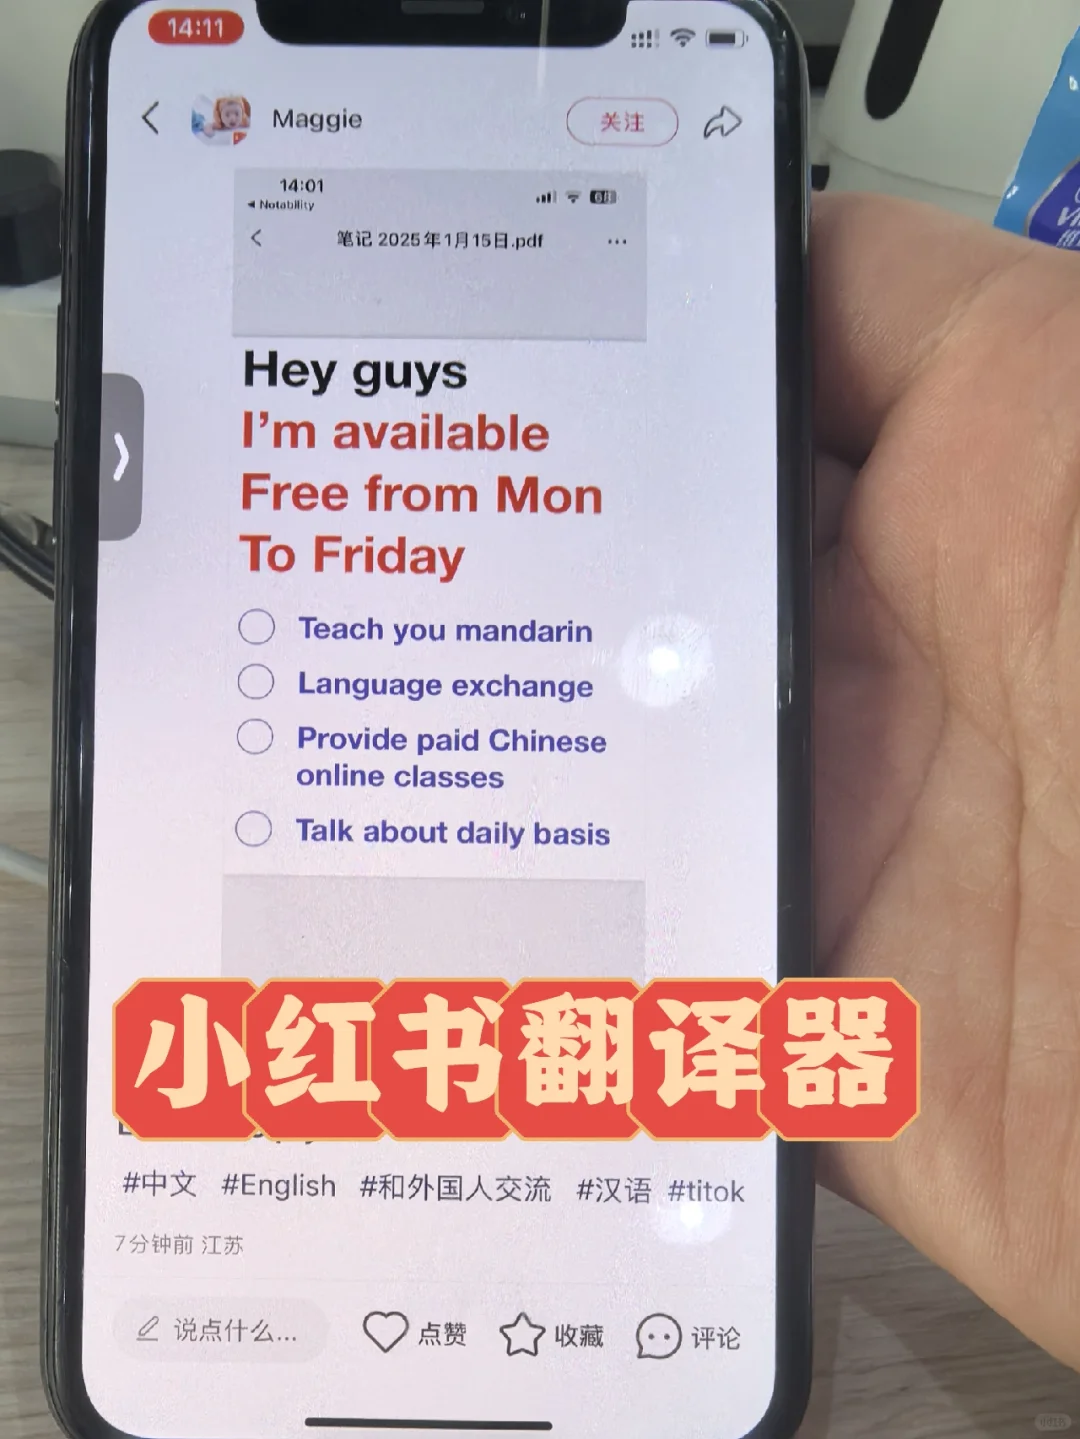 14:11
Maggie
关注
14:01
Notability
笔记 2025年1月15日.pdf
Hey guys
I'm available
Free from Mon
To Friday
Teach you mandarin
Language exchange
Provide paid Chinese
online classes
Talk about daily basis
小红书翻译器
#中文 #English #和外国人交流 #汉语 #titok
7分钟前 江苏
说点什么... 点赞 收藏 评论